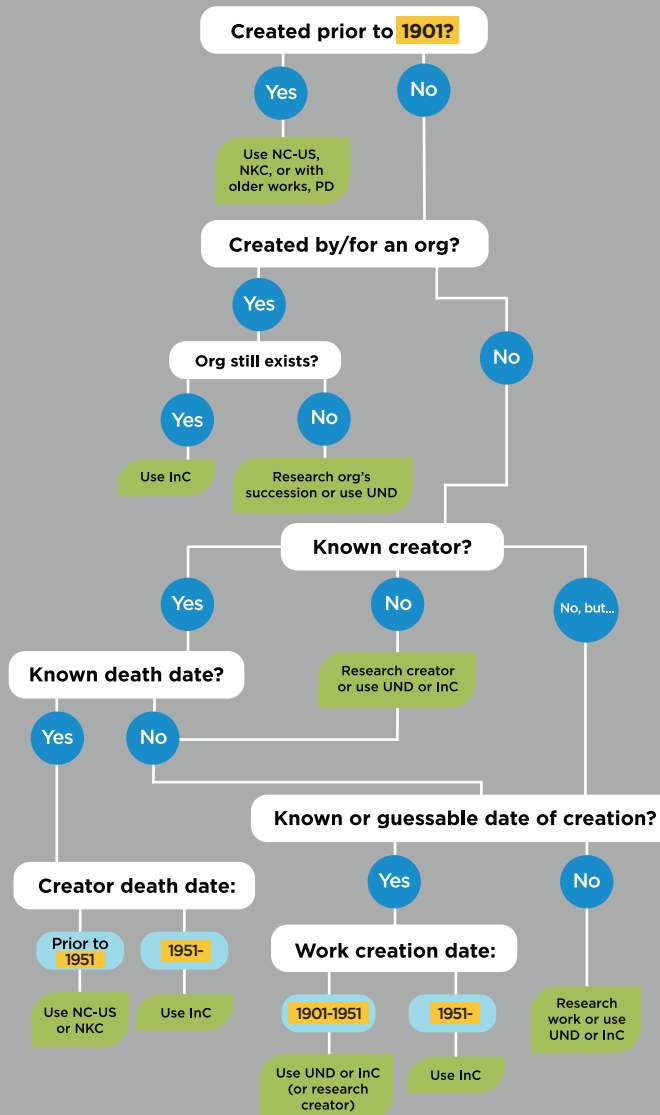 Created prior to 1901?
Yes
No
Use NC-US,
NKC, or with
older works, PD
Created by/for an org?
Yes
No
Org still exists?
Yes
No
Use InC
Research org's
succession or use UND
Known creator?
Yes
No
No, but...
Research creator
or use UND or InC
Known death date?
Yes
No
Known or guessable date of creation?
Yes
No
Creator death date:
Prior to
1951
1951-
Use NC-US
or NKC
Use InC
Work creation date:
1901-1951
1951-
Use UND or InC
(or research
creator)
Use InC
Research
work or use
UND or InC